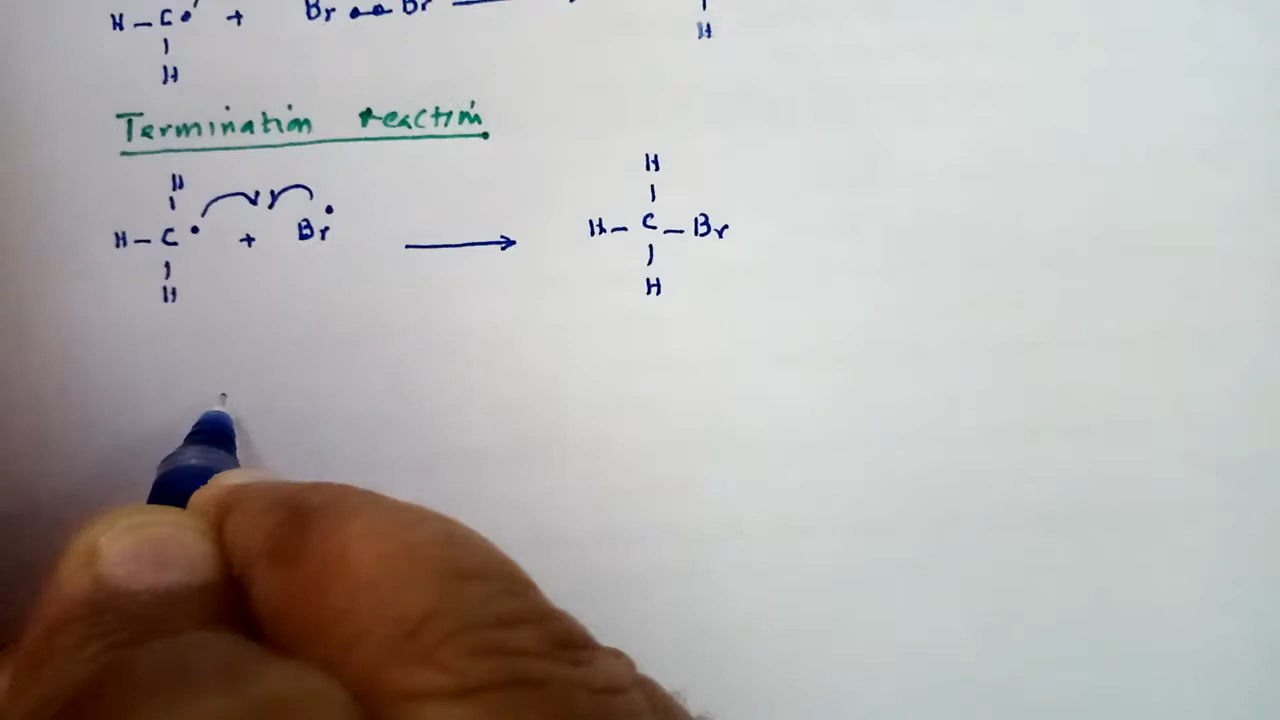 H – C • + Br •• Br
H
H
Termination reaction
H
H
H – C • + Br • ⟶ H – C – Br
H
H